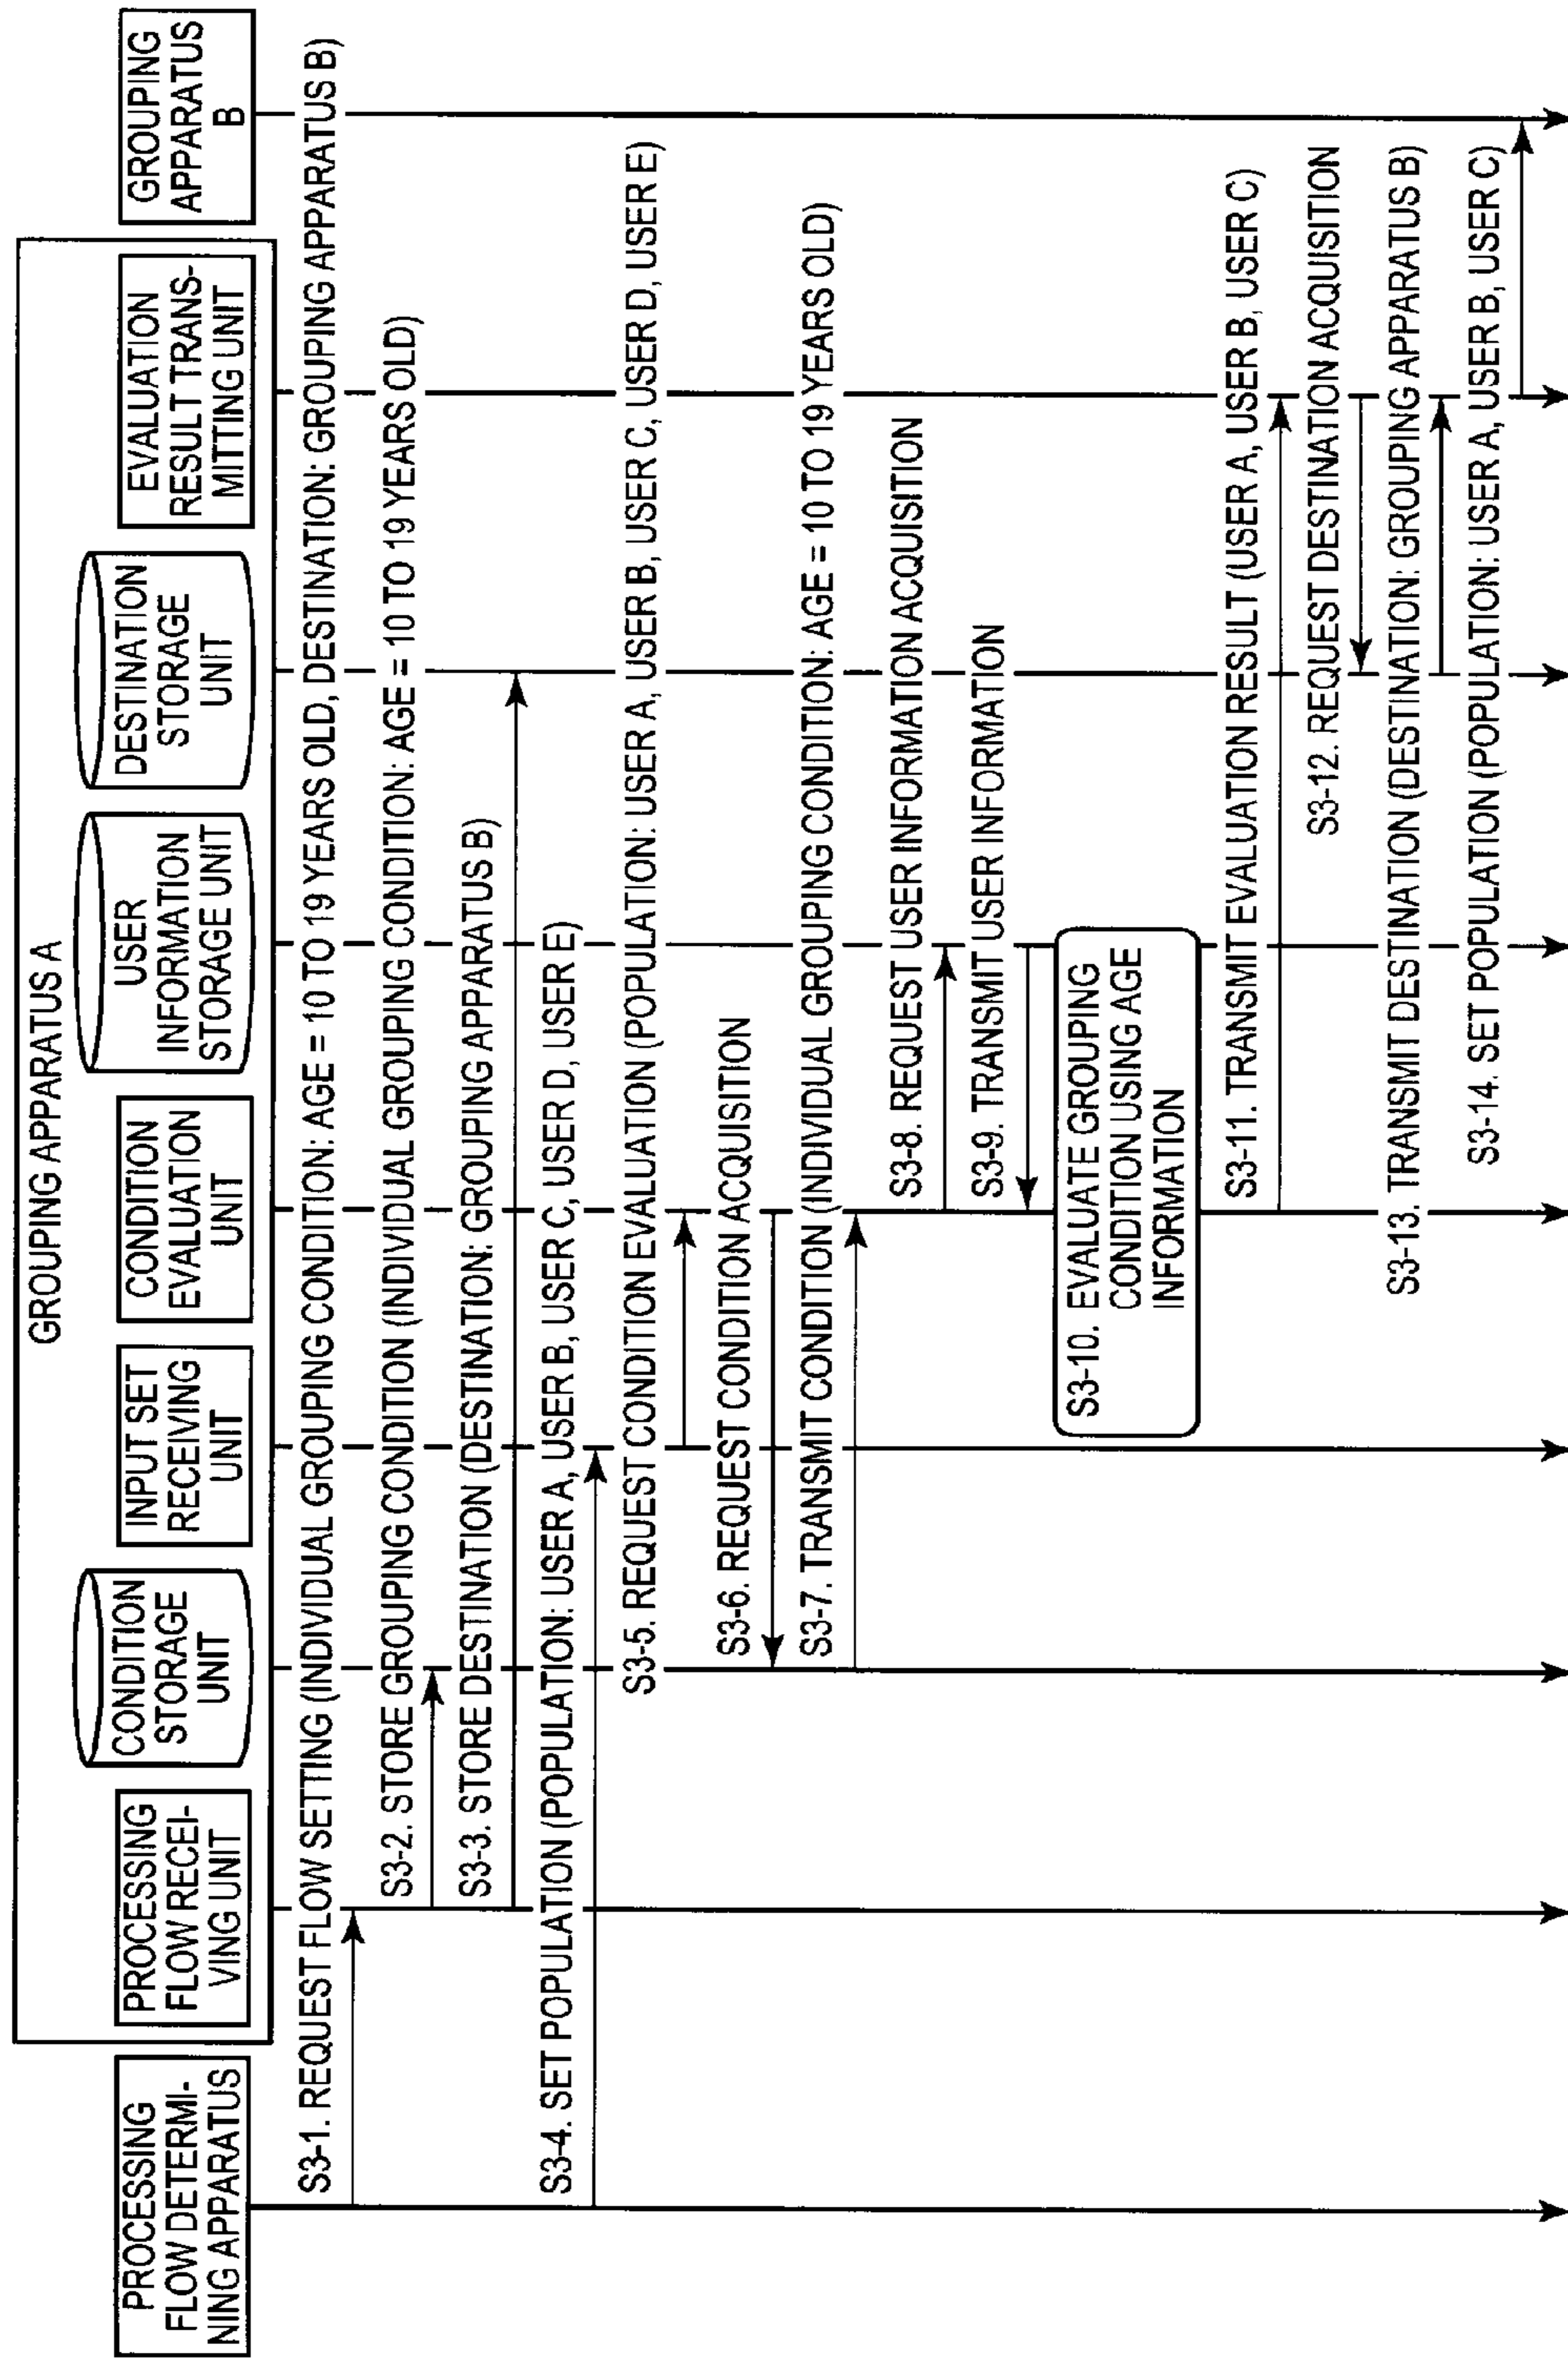 GROUPING APPARATUS A
PROCESSING
FLOW DETERMI-
NING APPARATUS
PROCESSING
FLOW RECEI-
VING UNIT
CONDITION
STORAGE
UNIT
INPUT SET
RECEIVING
UNIT
CONDITION
EVALUATION
UNIT
USER
INFORMATION
STORAGE UNIT
DESTINATION
STORAGE
UNIT
EVALUATION
RESULT TRANS-
MITTING UNIT
GROUPING
APPARATUS
B
S3-1. REQUEST FLOW SETTING (INDIVIDUAL GROUPING CONDITION: AGE = 10 TO 19 YEARS OLD, DESTINATION: GROUPING APPARATUS B)
S3-2. STORE GROUPING CONDITION (INDIVIDUAL GROUPING CONDITION: AGE = 10 TO 19 YEARS OLD)
S3-3. STORE DESTINATION (DESTINATION: GROUPING APPARATUS B)
S3-4. SET POPULATION (POPULATION: USER A, USER B, USER C, USER D, USER E)
S3-5. REQUEST CONDITION EVALUATION (POPULATION: USER A, USER B, USER C, USER D, USER E)
S3-6. REQUEST CONDITION ACQUISITION
S3-7. TRANSMIT CONDITION (INDIVIDUAL GROUPING CONDITION: AGE = 10 TO 19 YEARS OLD)
S3-8. REQUEST USER INFORMATION ACQUISITION
S3-9. TRANSMIT USER INFORMATION
S3-10. EVALUATE GROUPING
CONDITION USING AGE
INFORMATION
S3-11. TRANSMIT EVALUATION RESULT (USER A, USER B, USER C)
S3-12. REQUEST DESTINATION ACQUISITION
S3-13. TRANSMIT DESTINATION (DESTINATION: GROUPING APPARATUS B)
S3-14. SET POPULATION (POPULATION: USER A, USER B, USER C)